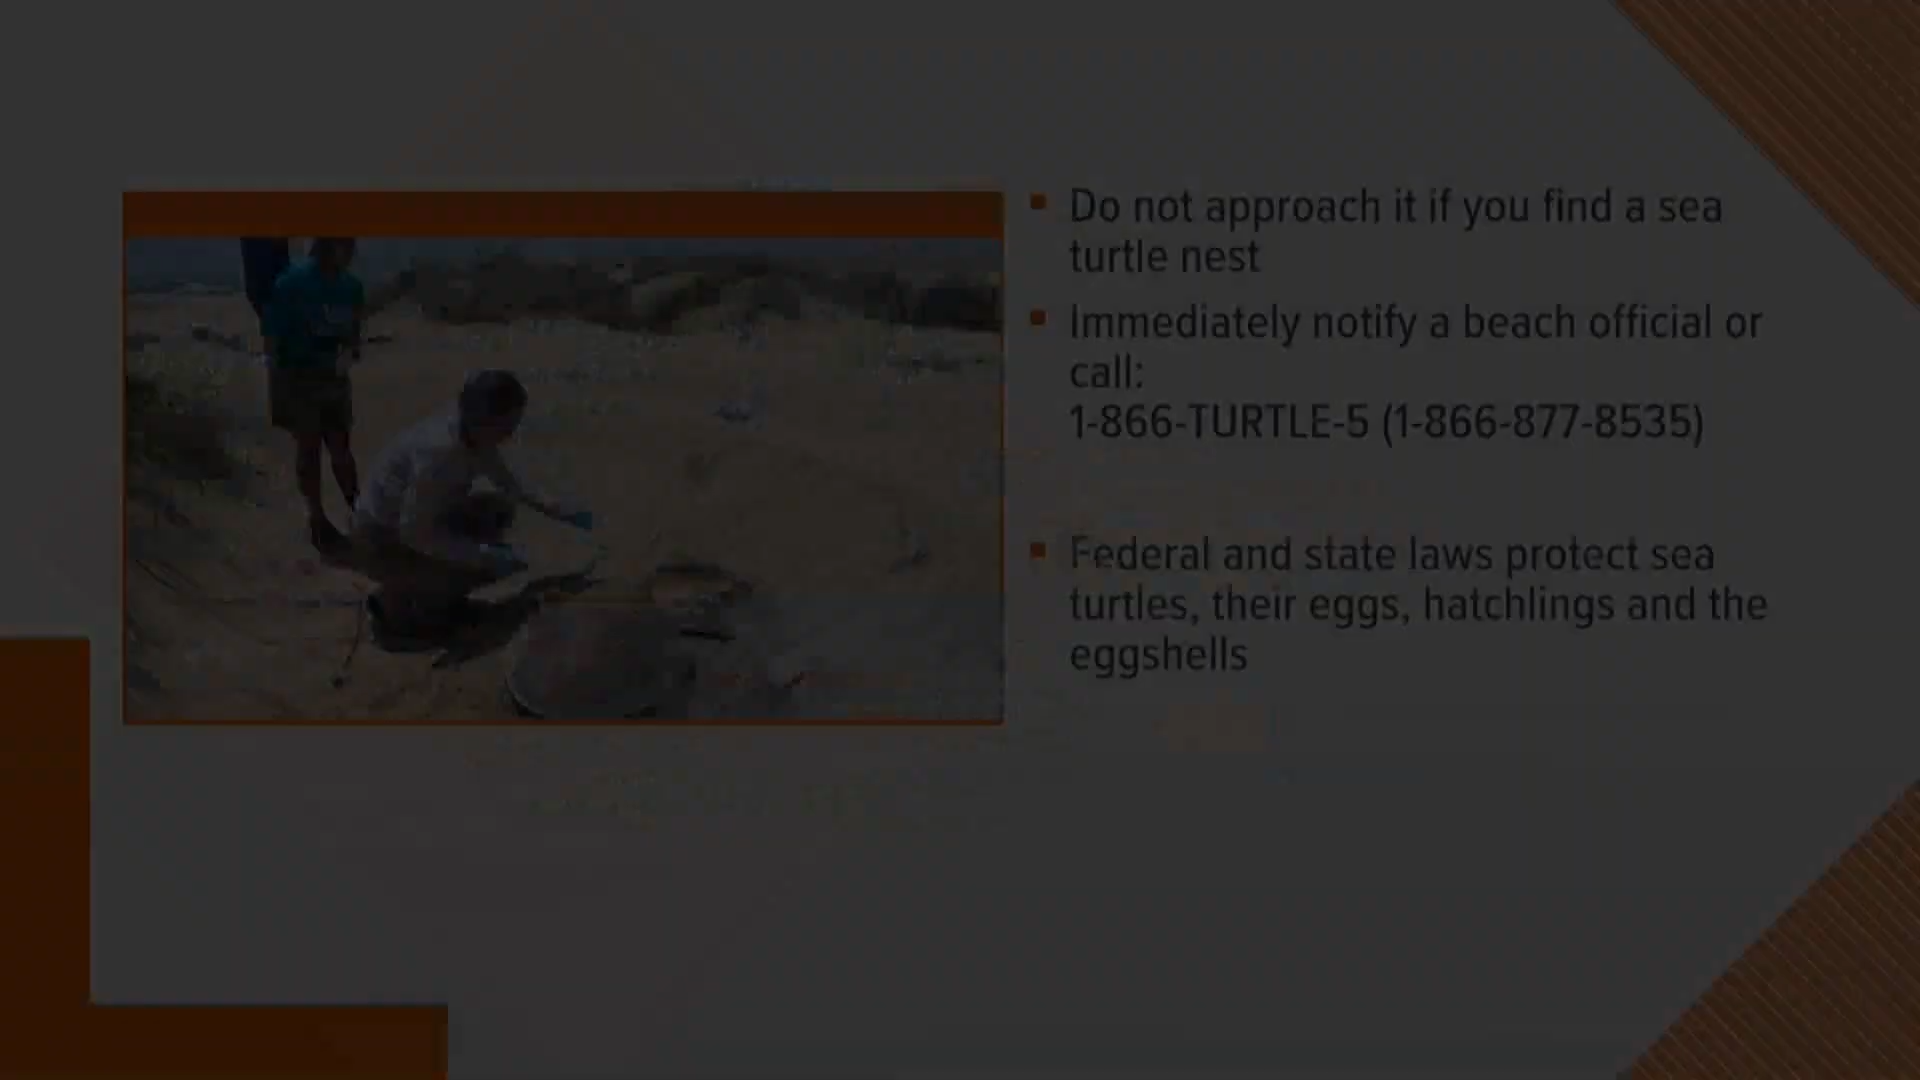 Do not approach it if you find a sea
turtle nest
Immediately notify a beach official or
call:
1-866-TURTLE-5 (1-866-877-8535)
Federal and state laws protect sea
turtles, their eggs, hatchlings and the
eggshells